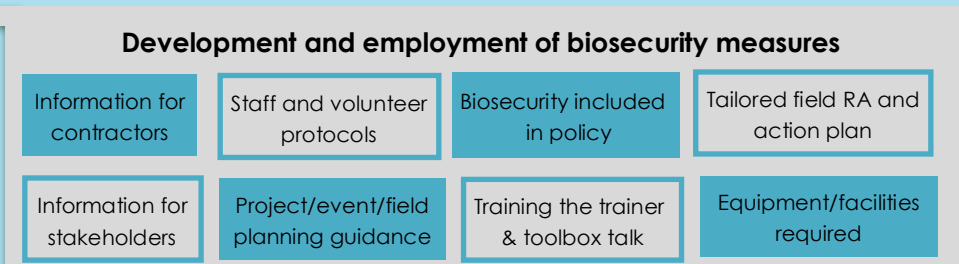 Development and employment of biosecurity measures
Information for
contractors
Staff and volunteer
protocols
Biosecurity included
in policy
Tailored field RA and
action plan
Information for
stakeholders
Project/event/field
planning guidance
Training the trainer
& toolbox talk
Equipment/facilities
required